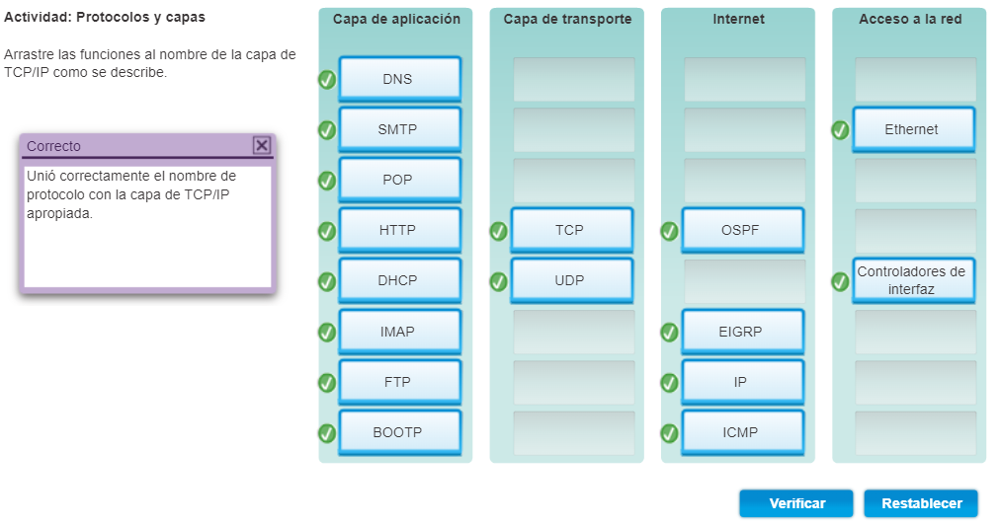 Actividad: Protocolos y capas
Arrastre las funciones al nombre de la capa de
TCP/IP como se describe.
Correcto
Unió correctamente el nombre de
protocolo con la capa de TCP/IP
apropiada.
Capa de aplicación
DNS
SMTP
POP
HTTP
DHCP
IMAP
FTP
BOOTP
Capa de transporte
TCP
UDP
Internet
OSPF
EIGRP
IP
ICMP
Acceso a la red
Ethernet
Controladores de
interfaz
Verificar
Restablecer